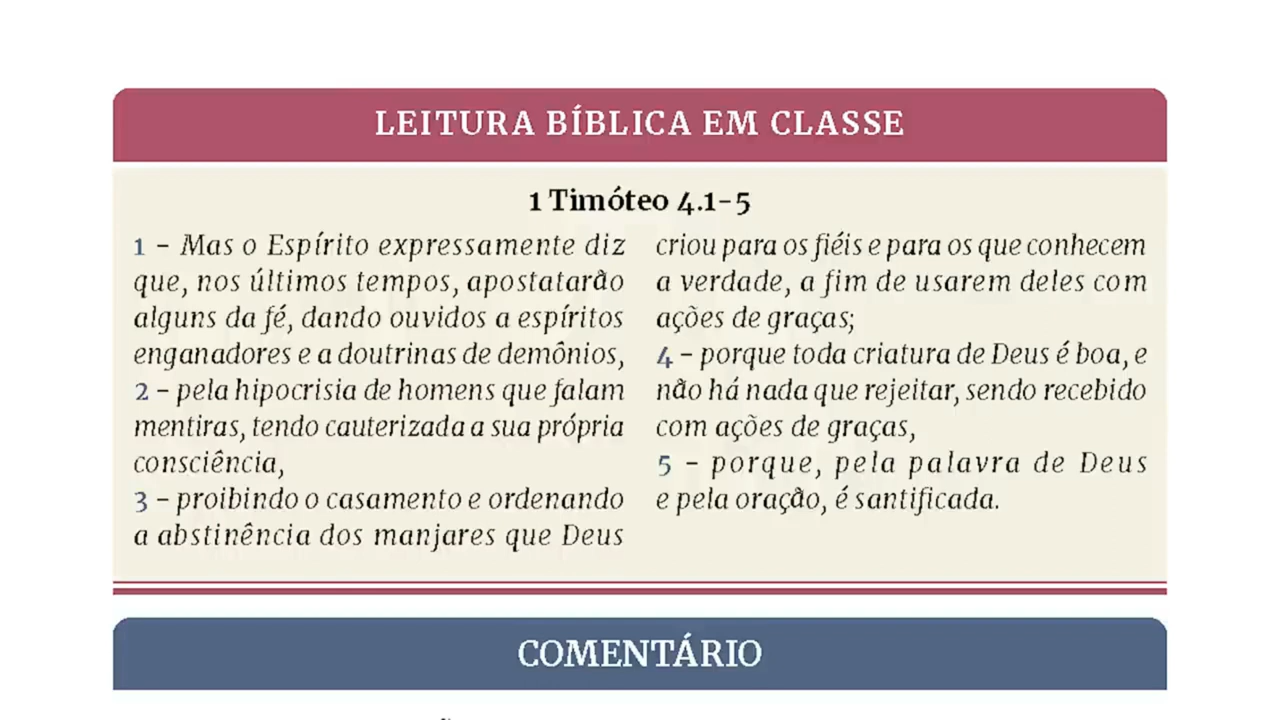 LEITURA BÍBLICA EM CLASSE
1 Timóteo 4.1-5
1 - Mas o Espírito expressamente diz
que, nos últimos tempos, apostatarão
alguns da fé, dando ouvidos a espíritos
enganadores e a doutrinas de demônios,
2 - pela hipocrisia de homens que falam
mentiras, tendo cauterizada a sua própria
consciência,
3 - proibindo o casamento e ordenando
a abstinência dos manjares que Deus
criou para os fiéis e para os que conhecem
a verdade, a fim de usarem deles com
ações de graças;
4 - porque toda criatura de Deus é boa, e
não há nada que rejeitar, sendo recebido
com ações de graças,
5 - porque, pela palavra de Deus
e pela oração, é santificada.
COMENTÁRIO